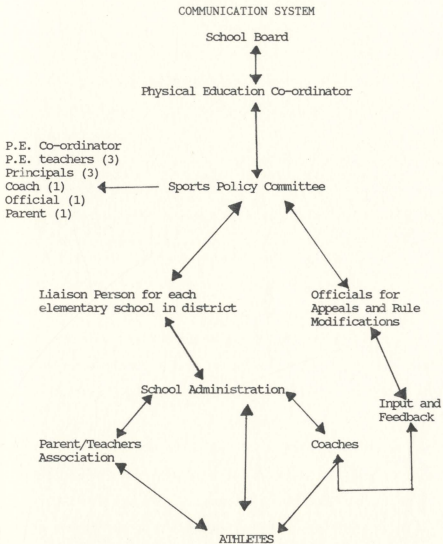 COMMUNICATION SYSTEM
School Board
Physical Education Co-ordinator
P.E. Co-ordinator
P.E. teachers (3)
Principals (3)
Coach (1)
Official (1)
Parent (1)
Sports Policy Committee
Liaison Person for each
elementary school in district
Officials for
Appeals and Rule
Modifications
School Administration
Input and
Feedback
Parent/Teachers
Association
Coaches
ATHLETES